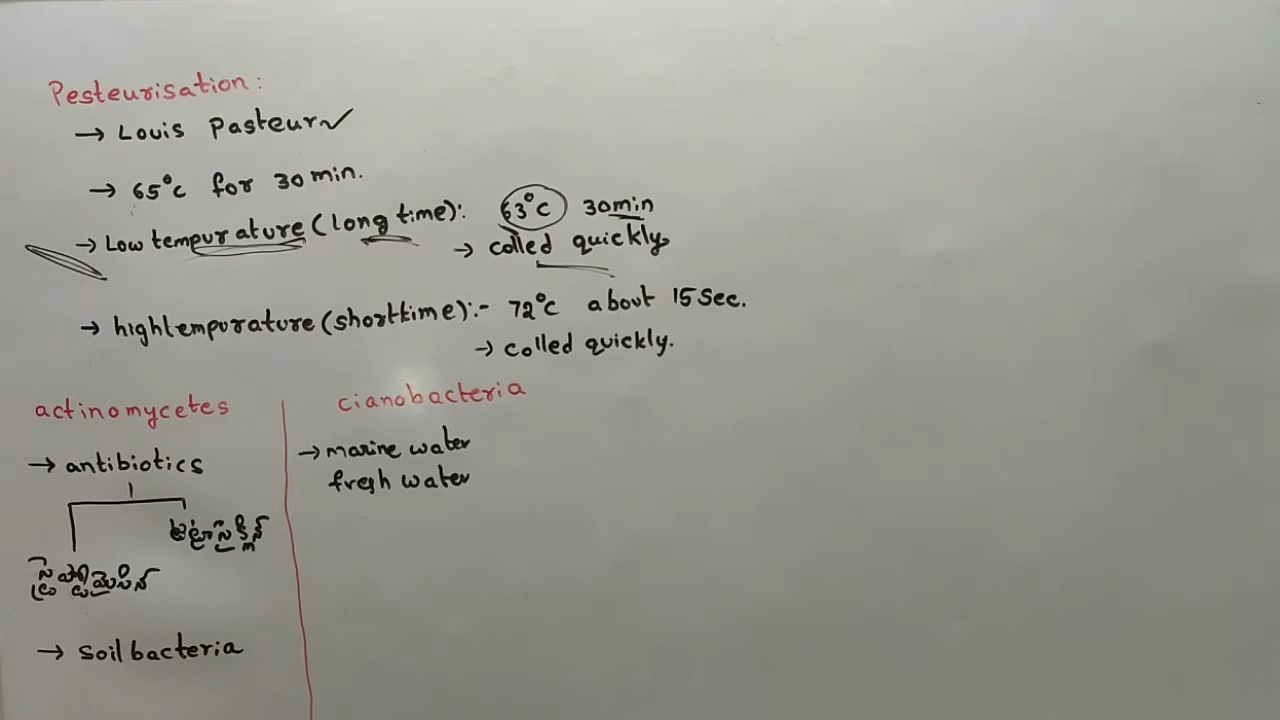 Pesteurisation:
→ Louis Pasteur ✓
→ 65°c for 30 min.
→ Low tempurature (long time): 63°c 30min
→ colled quickly
→ hightempurature (shorttime):- 72°c about 15 Sec.
→ colled quickly.
actinomycetes
→ antibiotics
స్ట్రెప్టోమైసిన్
→ soil bacteria
cianobacteria
→ marine water
fresh water